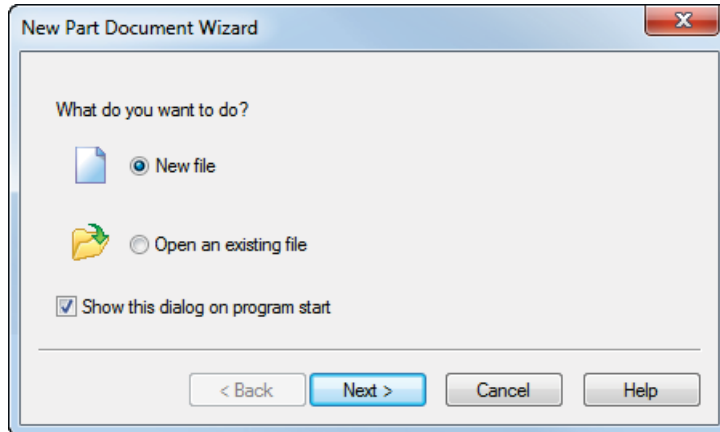 New Part Document Wizard
What do you want to do?
New file
Open an existing file
Show this dialog on program start
< Back Next > Cancel Help